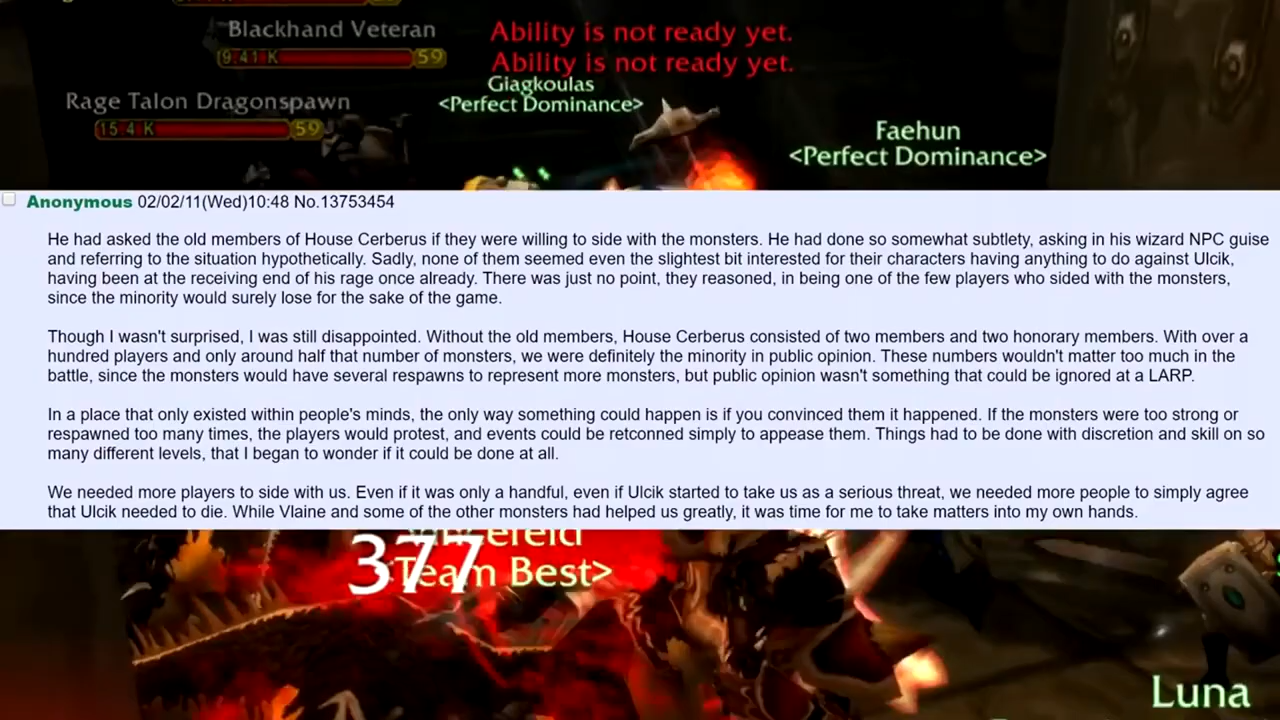 Blackhand Veteran
9.41 K 59
Ability is not ready yet.
Ability is not ready yet.
Giagkoulas
<Perfect Dominance>
Rage Talon Dragonspawn
15.4 K 59
Faehun
<Perfect Dominance>
Anonymous 02/02/11(Wed)10:48 No.13753454
He had asked the old members of House Cerberus if they were willing to side with the monsters. He had done so somewhat subtlety, asking in his wizard NPC guise
and referring to the situation hypothetically. Sadly, none of them seemed even the slightest bit interested for their characters having anything to do against Ulcik,
having been at the receiving end of his rage once already. There was just no point, they reasoned, in being one of the few players who sided with the monsters,
since the minority would surely lose for the sake of the game.
Though I wasn't surprised, I was still disappointed. Without the old members, House Cerberus consisted of two members and two honorary members. With over a
hundred players and only around half that number of monsters, we were definitely the minority in public opinion. These numbers wouldn't matter too much in the
battle, since the monsters would have several respawns to represent more monsters, but public opinion wasn't something that could be ignored at a LARP.
In a place that only existed within people's minds, the only way something could happen is if you convinced them it happened. If the monsters were too strong or
respawned too many times, the players would protest, and events could be retconned simply to appease them. Things had to be done with discretion and skill on so
many different levels, that I began to wonder if it could be done at all.
We needed more players to side with us. Even if it was only a handful, even if Ulcik started to take us as a serious threat, we needed more people to simply agree
that Ulcik needed to die. While Vlaine and some of the other monsters had helped us greatly, it was time for me to take matters into my own hands.
377
Team Best>
Luna